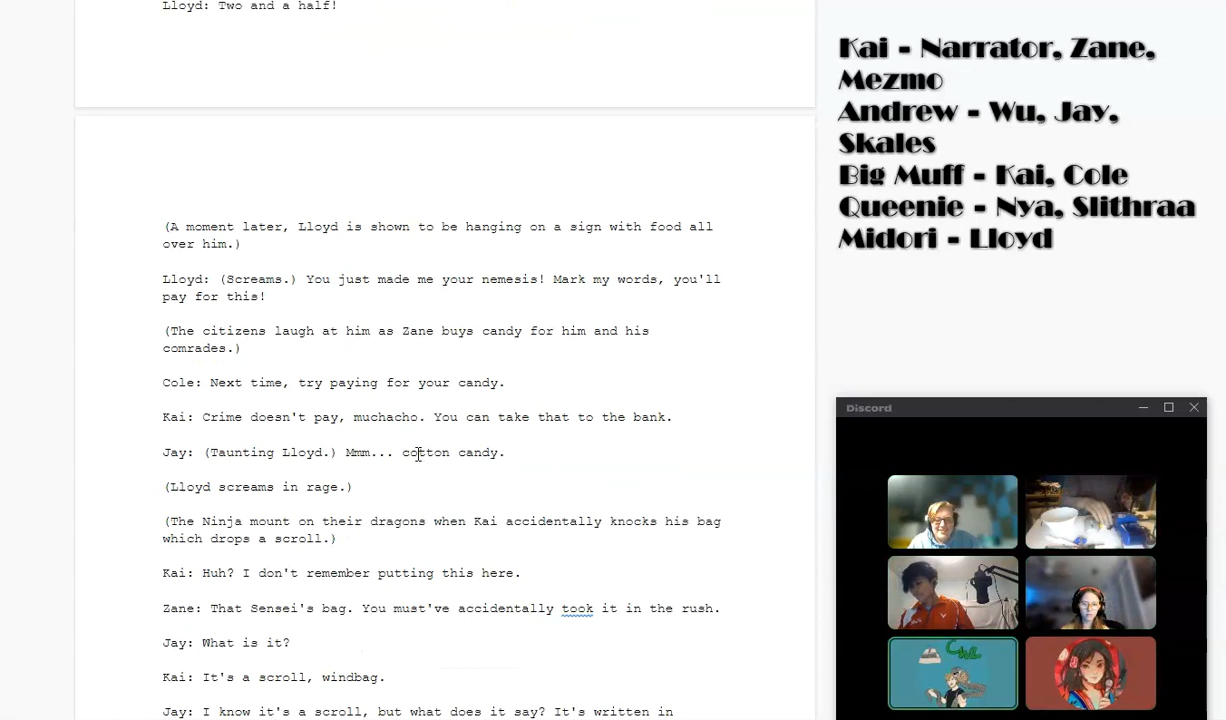 Lloyd: Two and a half!
(A moment later, Lloyd is shown to be hanging on a sign with food all
over him.)
Lloyd: (Screams.) You just made me your nemesis! Mark my words, you'll
pay for this!
(The citizens laugh at him as Zane buys candy for him and his
comrades.)
Cole: Next time, try paying for your candy.
Kai: Crime doesn't pay, muchacho. You can take that to the bank.
Jay: (Taunting Lloyd.) Mmm... cotton candy.
(Lloyd screams in rage.)
(The Ninja mount on their dragons when Kai accidentally knocks his bag
which drops a scroll.)
Kai: Huh? I don't remember putting this here.
Zane: That Sensei's bag. You must've accidentally took it in the rush.
Jay: What is it?
Kai: It's a scroll, windbag.
Jay: I know it's a scroll, but what does it say? It's written in
Kai - Narrator, Zane,
Mezmo
Andrew - Wu, Jay,
Skales
Big Muff - Kai, Cole
Queenie - Nya, Slithraa
Midori - Lloyd
Discord